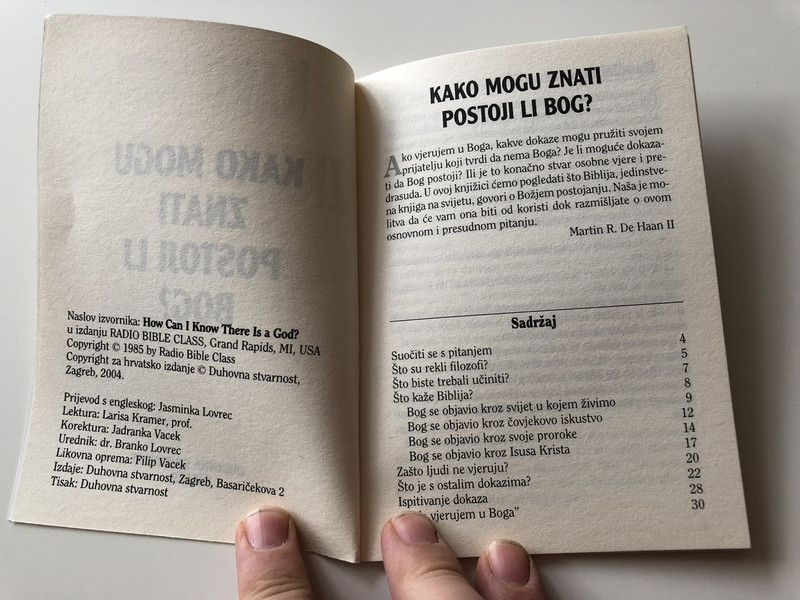 Naslov izvornika: How Can I Know There Is a God?
u izdanju RADIO BIBLE CLASS, Grand Rapids, MI, USA
Copyright © 1985 by Radio Bible Class
Copyright za hrvatsko izdanje © Duhovna stvarnost,
Zagreb, 2004.
Prijevod s engleskog: Jasminka Lovrec
Lektura: Larisa Kramer, prof.
Korektura: Jadranka Vacek
Urednik: dr. Branko Lovrec
Likovna oprema: Filip Vacek
Izdaje: Duhovna stvarnost, Zagreb, Basaričekova 2
Tisak: Duhovna stvarnost
KAKO MOGU ZNATI
POSTOJI LI BOG?
Ako vjerujem u Boga, kakve dokaze mogu pružiti svojem
prijatelju koji tvrdi da nema Boga? Je li moguće dokaza-
ti da Bog postoji? Ili je to konačno stvar osobne vjere i pre-
drasuda. U ovoj knjižici ćemo pogledati što Biblija, jedinstve-
na knjiga na svijetu, govori o Božjem postojanju. Naša je mo-
litva da će vam ona biti od koristi dok razmišljate o ovom
osnovnom i presudnom pitanju.
Martin R. De Haan II
Sadržaj
Suočiti se s pitanjem 4
Što su rekli filozofi? 5
Što biste trebali učiniti? 7
Što kaže Biblija? 8
Bog se objavio kroz svijet u kojem živimo 9
Bog se objavio kroz čovjekovo iskustvo 12
Bog se objavio kroz svoje proroke 14
Bog se objavio kroz Isusa Krista 17
Zašto ljudi ne vjeruju? 20
Što je s ostalim dokazima? 22
Ispitivanje dokaza 28
vjerujem u Boga” 30